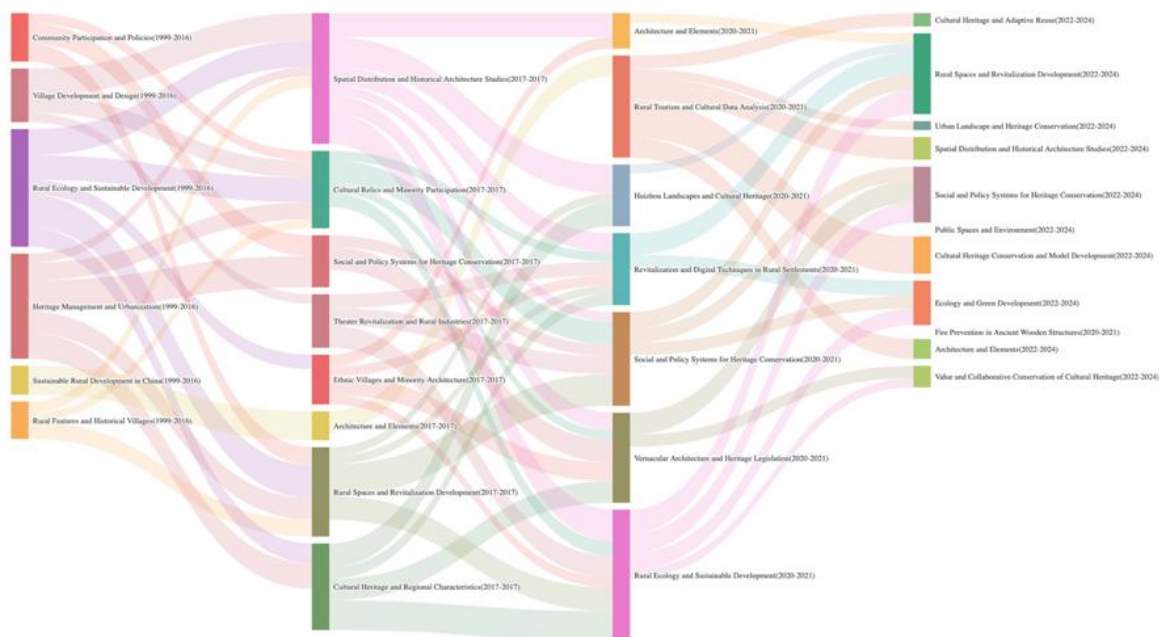 Community Participation and Policies(1999-2016)
Village Development and Design(1999-2016)
Rural Ecology and Sustainable Development(1999-2016)
Heritage Management and Urbanization(1999-2016)
Sustainable Rural Development in China(1999-2016)
Rural Features and Historical Villages(1999-2016)
Spatial Distribution and Historical Architecture Studies(2017-2017)
Cultural Relics and Minority Participation(2017-2017)
Social and Policy Systems for Heritage Conservation(2017-2017)
Theater Revitalization and Rural Industries(2017-2017)
Ethnic Villages and Minority Architecture(2017-2017)
Architecture and Elements(2017-2017)
Rural Spaces and Revitalization Development(2017-2017)
Cultural Heritage and Regional Characteristics(2017-2017)
Architecture and Elements(2020-2021)
Rural Tourism and Cultural Data Analysis(2020-2021)
Huizhou Landscapes and Cultural Heritage(2020-2021)
Revitalization and Digital Techniques in Rural Settlements(2020-2021)
Social and Policy Systems for Heritage Conservation(2020-2021)
Vernacular Architecture and Heritage Legislation(2020-2021)
Rural Ecology and Sustainable Development(2020-2021)
Cultural Heritage and Adaptive Reuse(2022-2024)
Rural Spaces and Revitalization Development(2022-2024)
Urban Landscape and Heritage Conservation(2022-2024)
Spatial Distribution and Historical Architecture Studies(2022-2024)
Social and Policy Systems for Heritage Conservation(2022-2024)
Public Spaces and Environment(2022-2024)
Cultural Heritage Conservation and Model Development(2022-2024)
Ecology and Green Development(2022-2024)
Fire Prevention in Ancient Wooden Structures(2020-2021)
Architecture and Elements(2022-2024)
Value and Collaborative Conservation of Cultural Heritage(2022-2024)